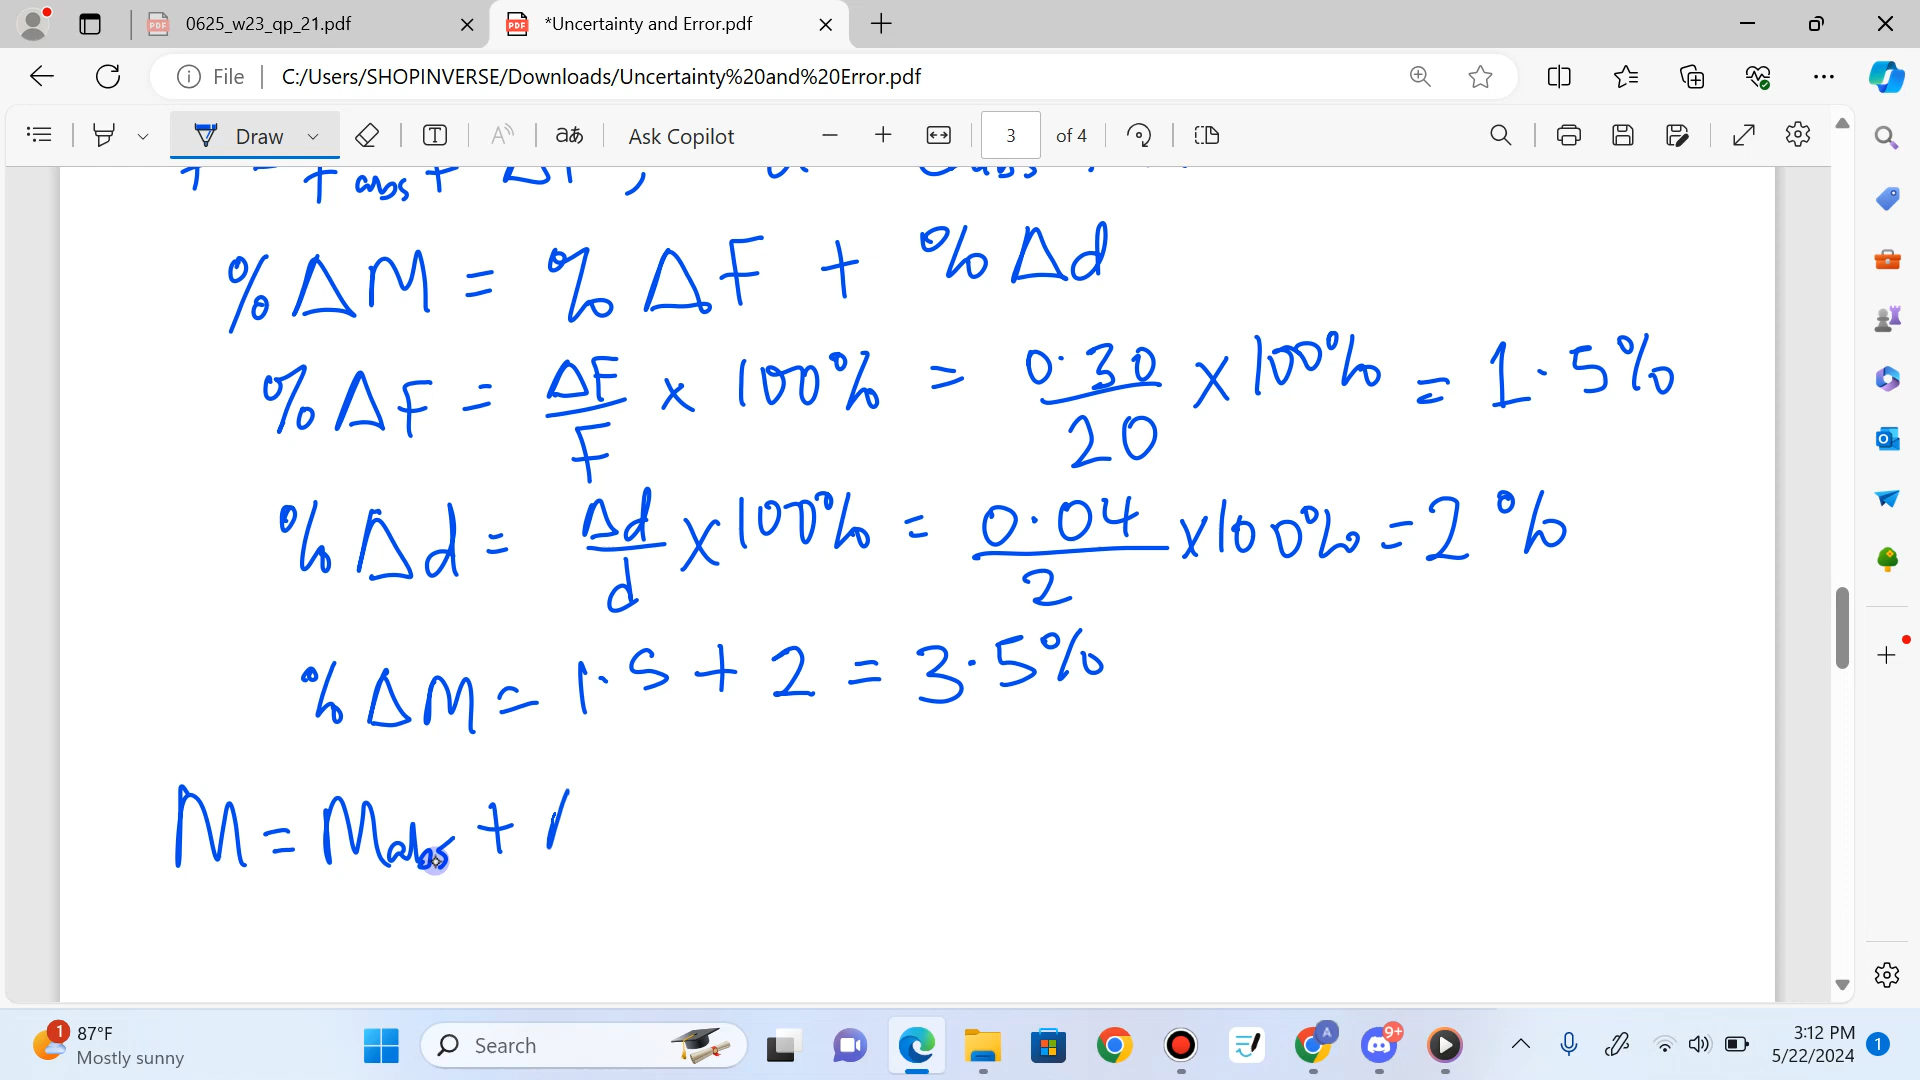 0625_w23_qp_21.pdf
*Uncertainty and Error.pdf
File
C:/Users/SHOPINVERSE/Downloads/Uncertainty%20and%20Error.pdf
Draw
Ask Copilot
3 of 4
%ΔM = %ΔF + %Δd
%ΔF = ΔF/F x 100% = 0.30/20 x 100% = 1.5%
%Δd = Δd/d x 100% = 0.04/2 x 100% = 2%
%ΔM = 1.5 + 2 = 3.5%
M = Mabs +
1
87°F
Mostly sunny
Search
A
9+
3:12 PM
5/22/2024
1